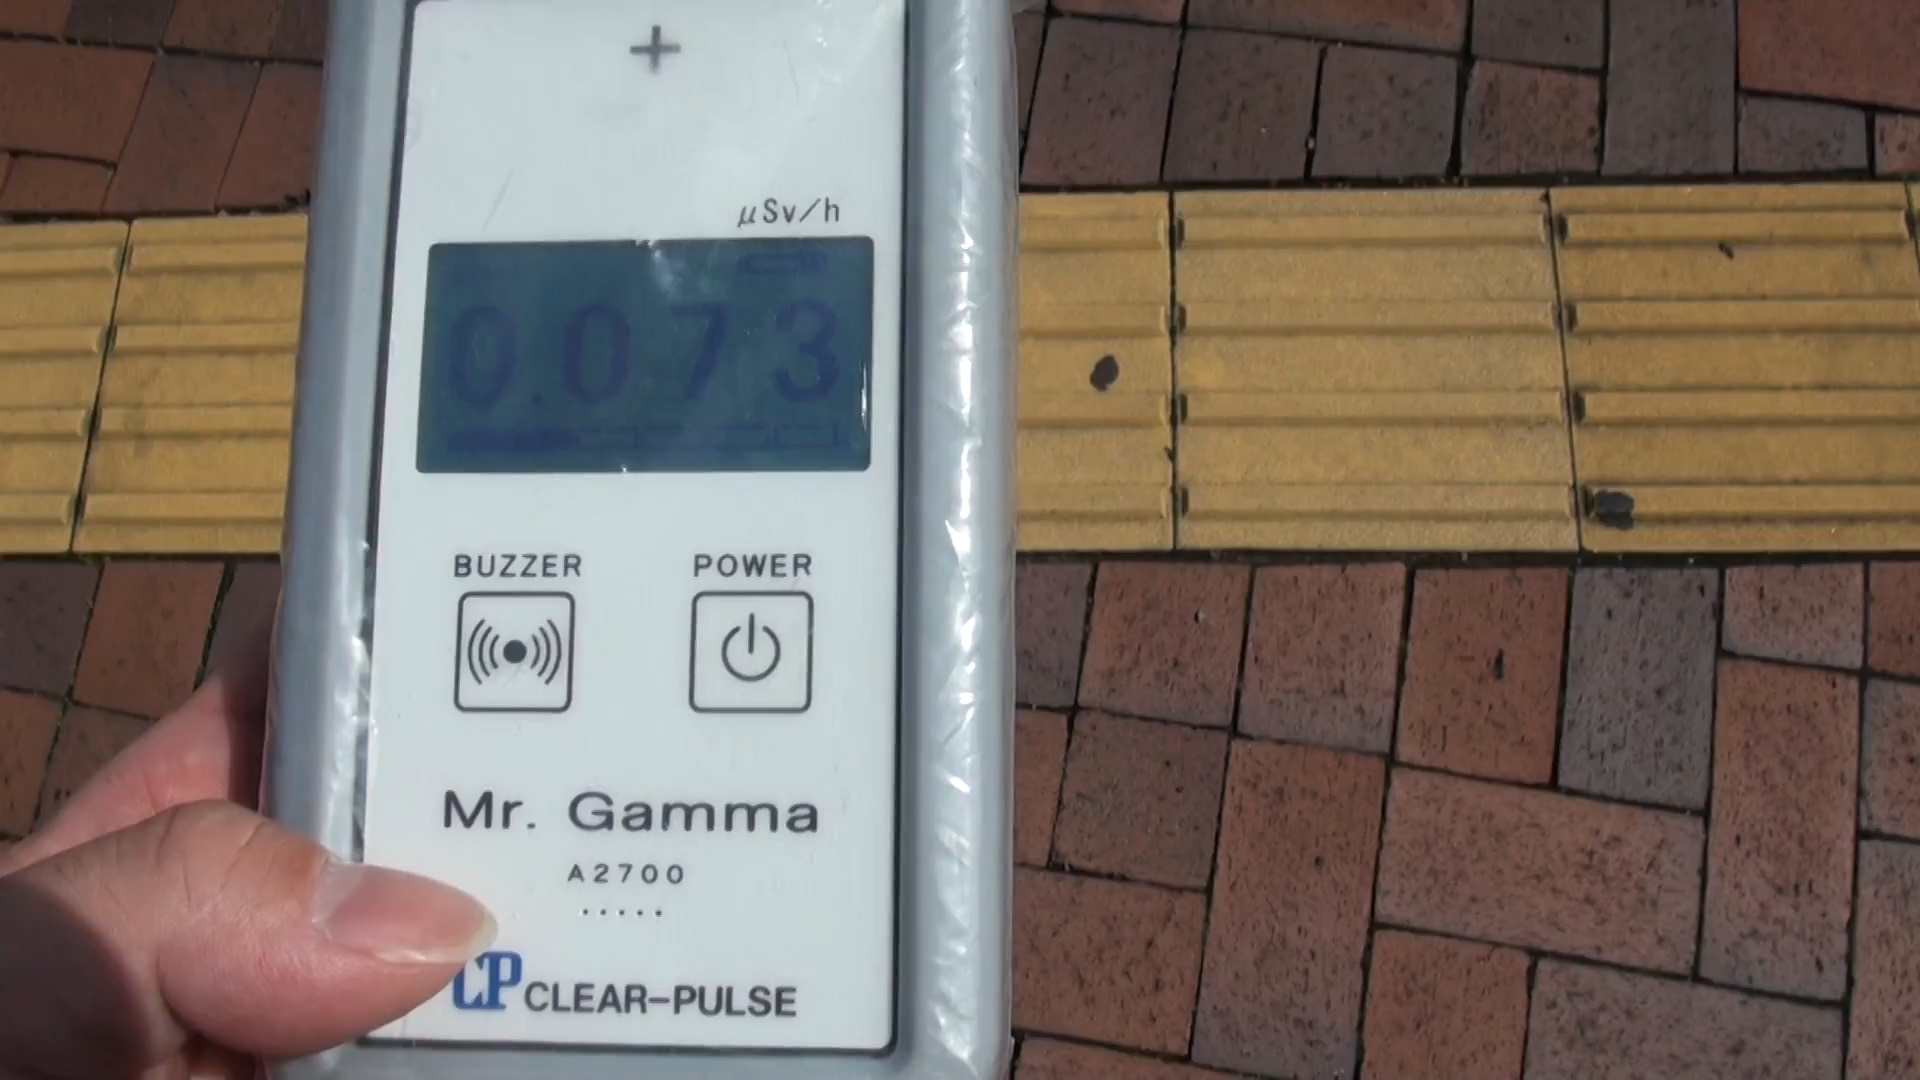 +
μSv/h
0.073
BUZZER
POWER
Mr. Gamma
A2700
CP CLEAR-PULSE